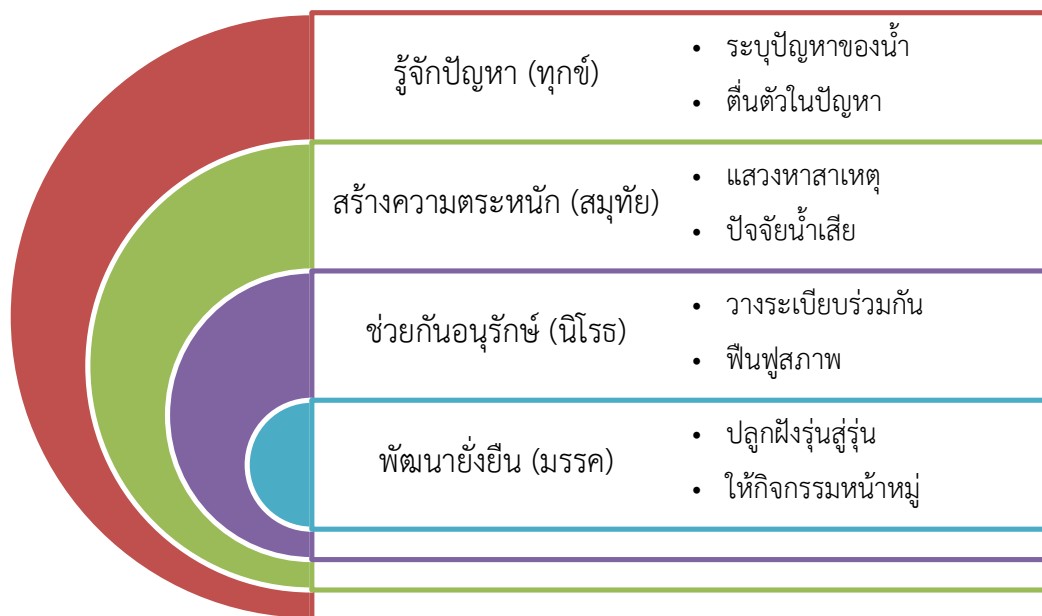 รู้จักปัญหา (ทุกข์)
• ระบุปัญหาของน้ำ
• ตื่นตัวในปัญหา
สร้างความตระหนัก (สมุทัย)
• แสวงหาสาเหตุ
• ปัจจัยน้ำเสีย
ช่วยกันอนุรักษ์ (นิโรธ)
• วางระเบียบร่วมกัน
• ฟืนฟูสภาพ
พัฒนายั่งยืน (มรรค)
• ปลูกฝังรุ่นสู่รุ่น
• ให้กิจกรรมหน้าหมู่